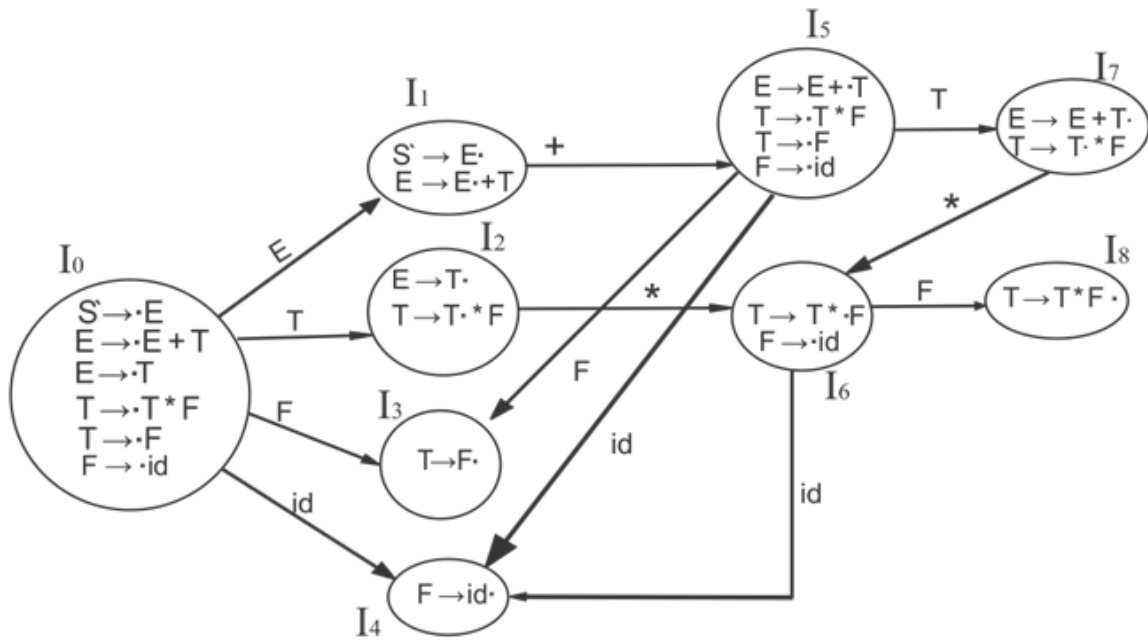 I0
S` → ·E
E → ·E + T
E → ·T
T → ·T * F
T → ·F
F → ·id
E
T
F
id
I1
S` → E·
E → E·+T
+
I2
E → T·
T → T· * F
*
I3
T → F·
I4
F → id·
I5
E → E + ·T
T → ·T * F
T → ·F
F → ·id
T
F
id
I7
E → E + T·
T → T· * F
*
T → T * ·F
F → ·id
I6
F
id
I8
T → T * F ·